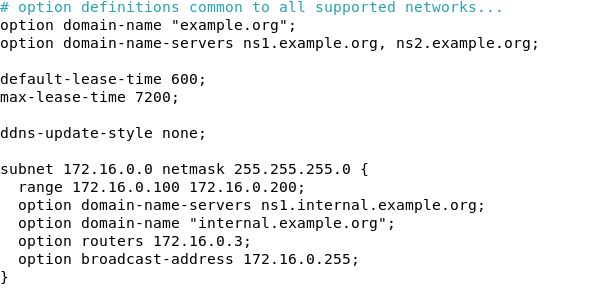 # option definitions common to all supported networks...
option domain-name "example.org";
option domain-name-servers ns1.example.org, ns2.example.org;

default-lease-time 600;
max-lease-time 7200;

ddns-update-style none;

subnet 172.16.0.0 netmask 255.255.255.0 {
  range 172.16.0.100 172.16.0.200;
  option domain-name-servers ns1.internal.example.org;
  option domain-name "internal.example.org";
  option routers 172.16.0.3;
  option broadcast-address 172.16.0.255;
}